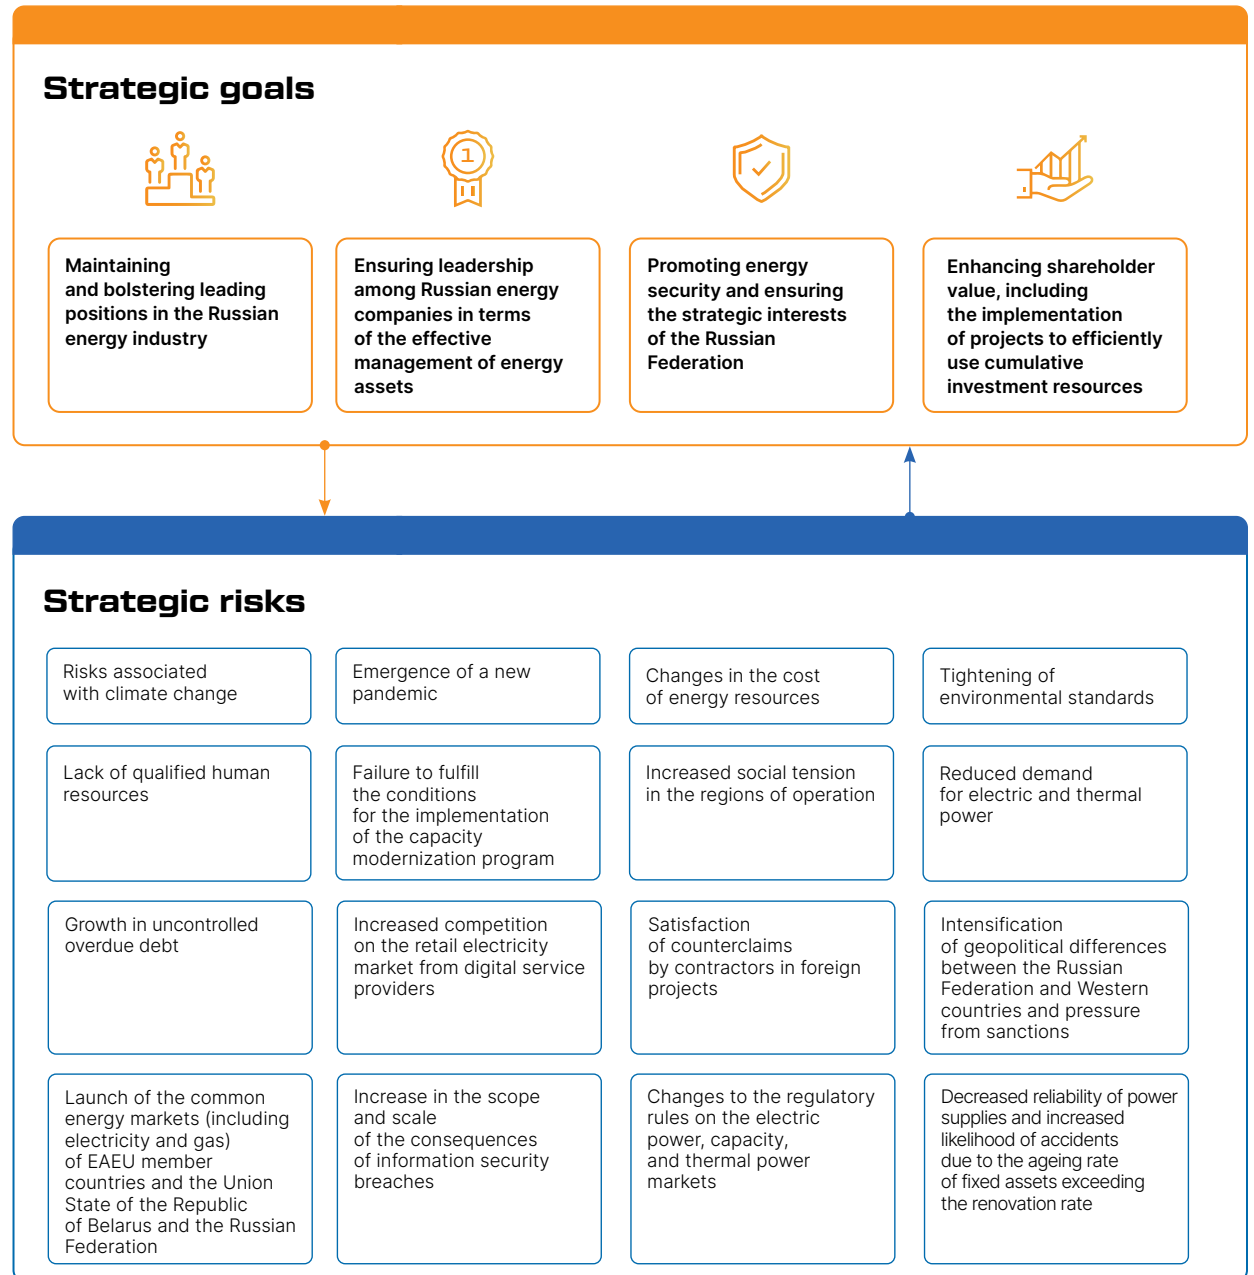 Strategic goals
1
Maintaining
and bolstering leading
positions in the Russian
energy industry
Ensuring leadership
among Russian energy
companies in terms
of the effective
management of energy
assets
Promoting energy
security and ensuring
the strategic interests
of the Russian
Federation
Enhancing shareholder
value, including
the implementation
of projects to efficiently
use cumulative
investment resources
Strategic risks
Risks associated
with climate change
Emergence of a new
pandemic
Changes in the cost
of energy resources
Tightening of
environmental standards
Lack of qualified human
resources
Failure to fulfill
the conditions
for the implementation
of the capacity
modernization program
Increased social tension
in the regions of operation
Reduced demand
for electric and thermal
power
Growth in uncontrolled
overdue debt
Increased competition
on the retail electricity
market from digital service
providers
Satisfaction
of counterclaims
by contractors in foreign
projects
Intensification
of geopolitical differences
between the Russian
Federation and Western
countries and pressure
from sanctions
Launch of the common
energy markets (including
electricity and gas)
of EAEU member
countries and the Union
State of the Republic
of Belarus and the Russian
Federation
Increase in the scope
and scale
of the consequences
of information security
breaches
Changes to the regulatory
rules on the electric
power, capacity,
and thermal power
markets
Decreased reliability of power
supplies and increased
likelihood of accidents
due to the ageing rate
of fixed assets exceeding
the renovation rate